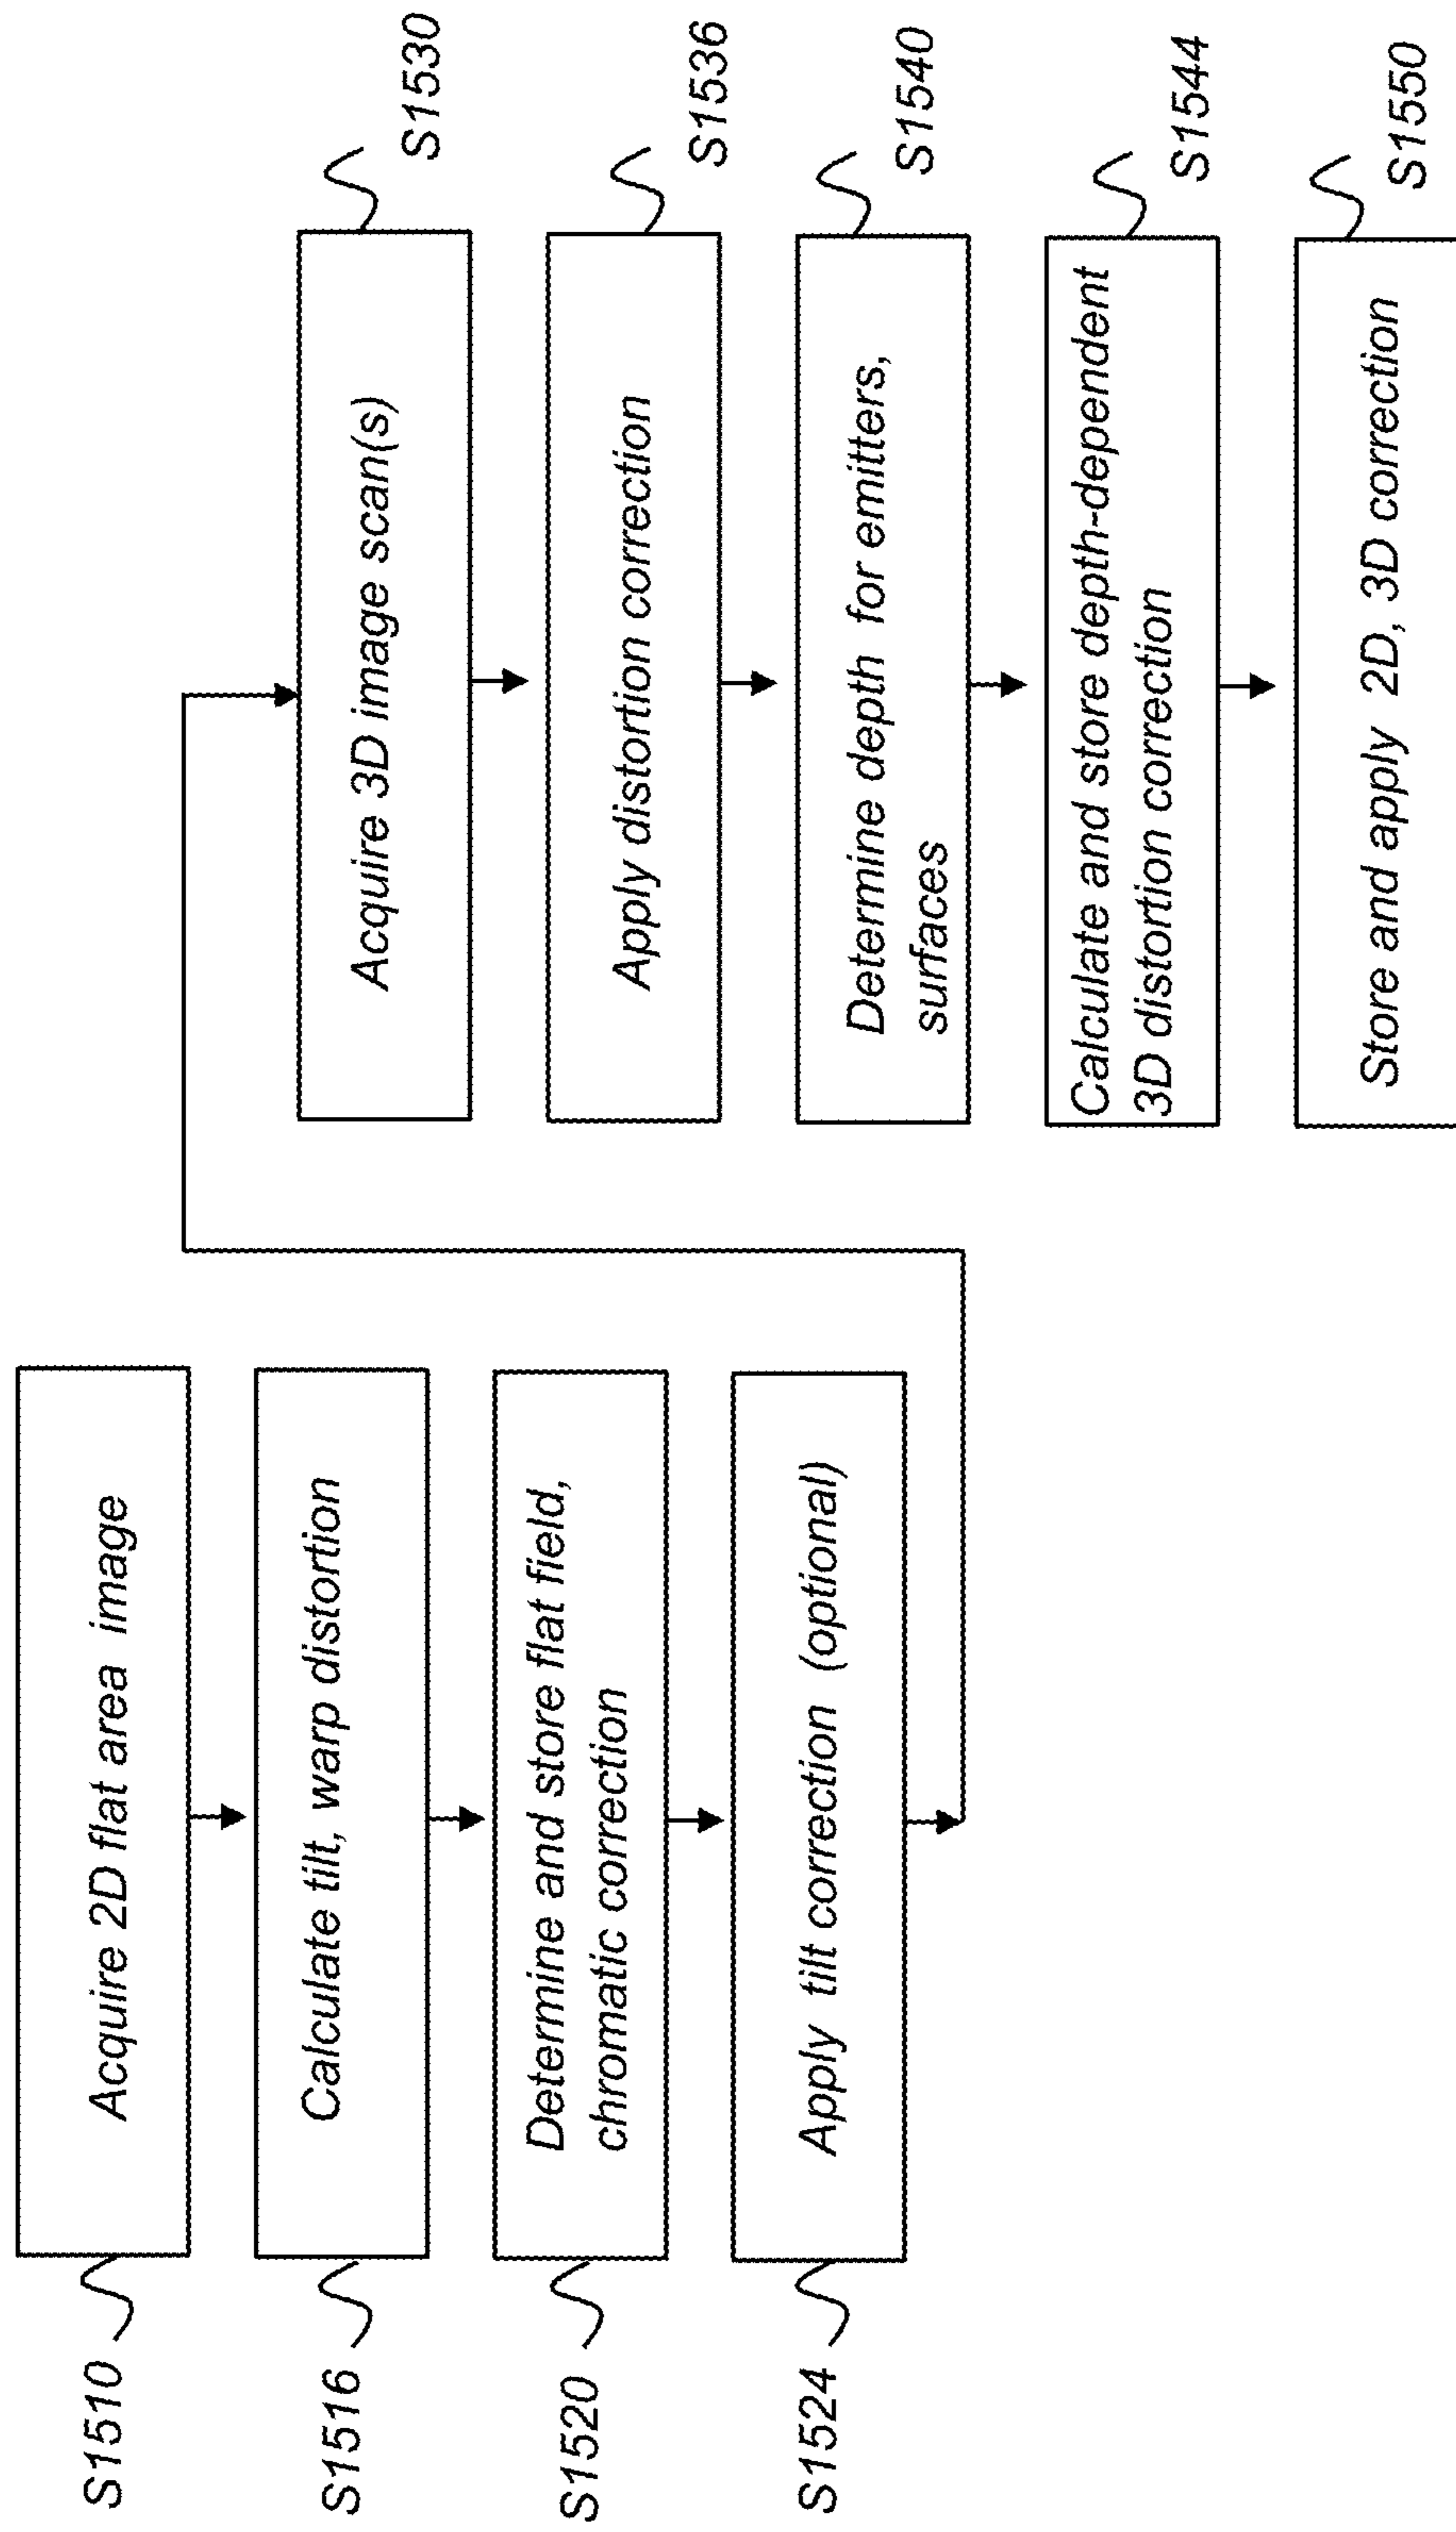 S1510
Acquire 2D flat area image
S1516
Calculate tilt, warp distortion
S1520
Determine and store flat field,
chromatic correction
S1524
Apply tilt correction (optional)
Acquire 3D image scan(s)
S1530
Apply distortion correction
S1536
Determine depth for emitters,
surfaces
S1540
Calculate and store depth-dependent
3D distortion correction
S1544
Store and apply 2D, 3D correction
S1550